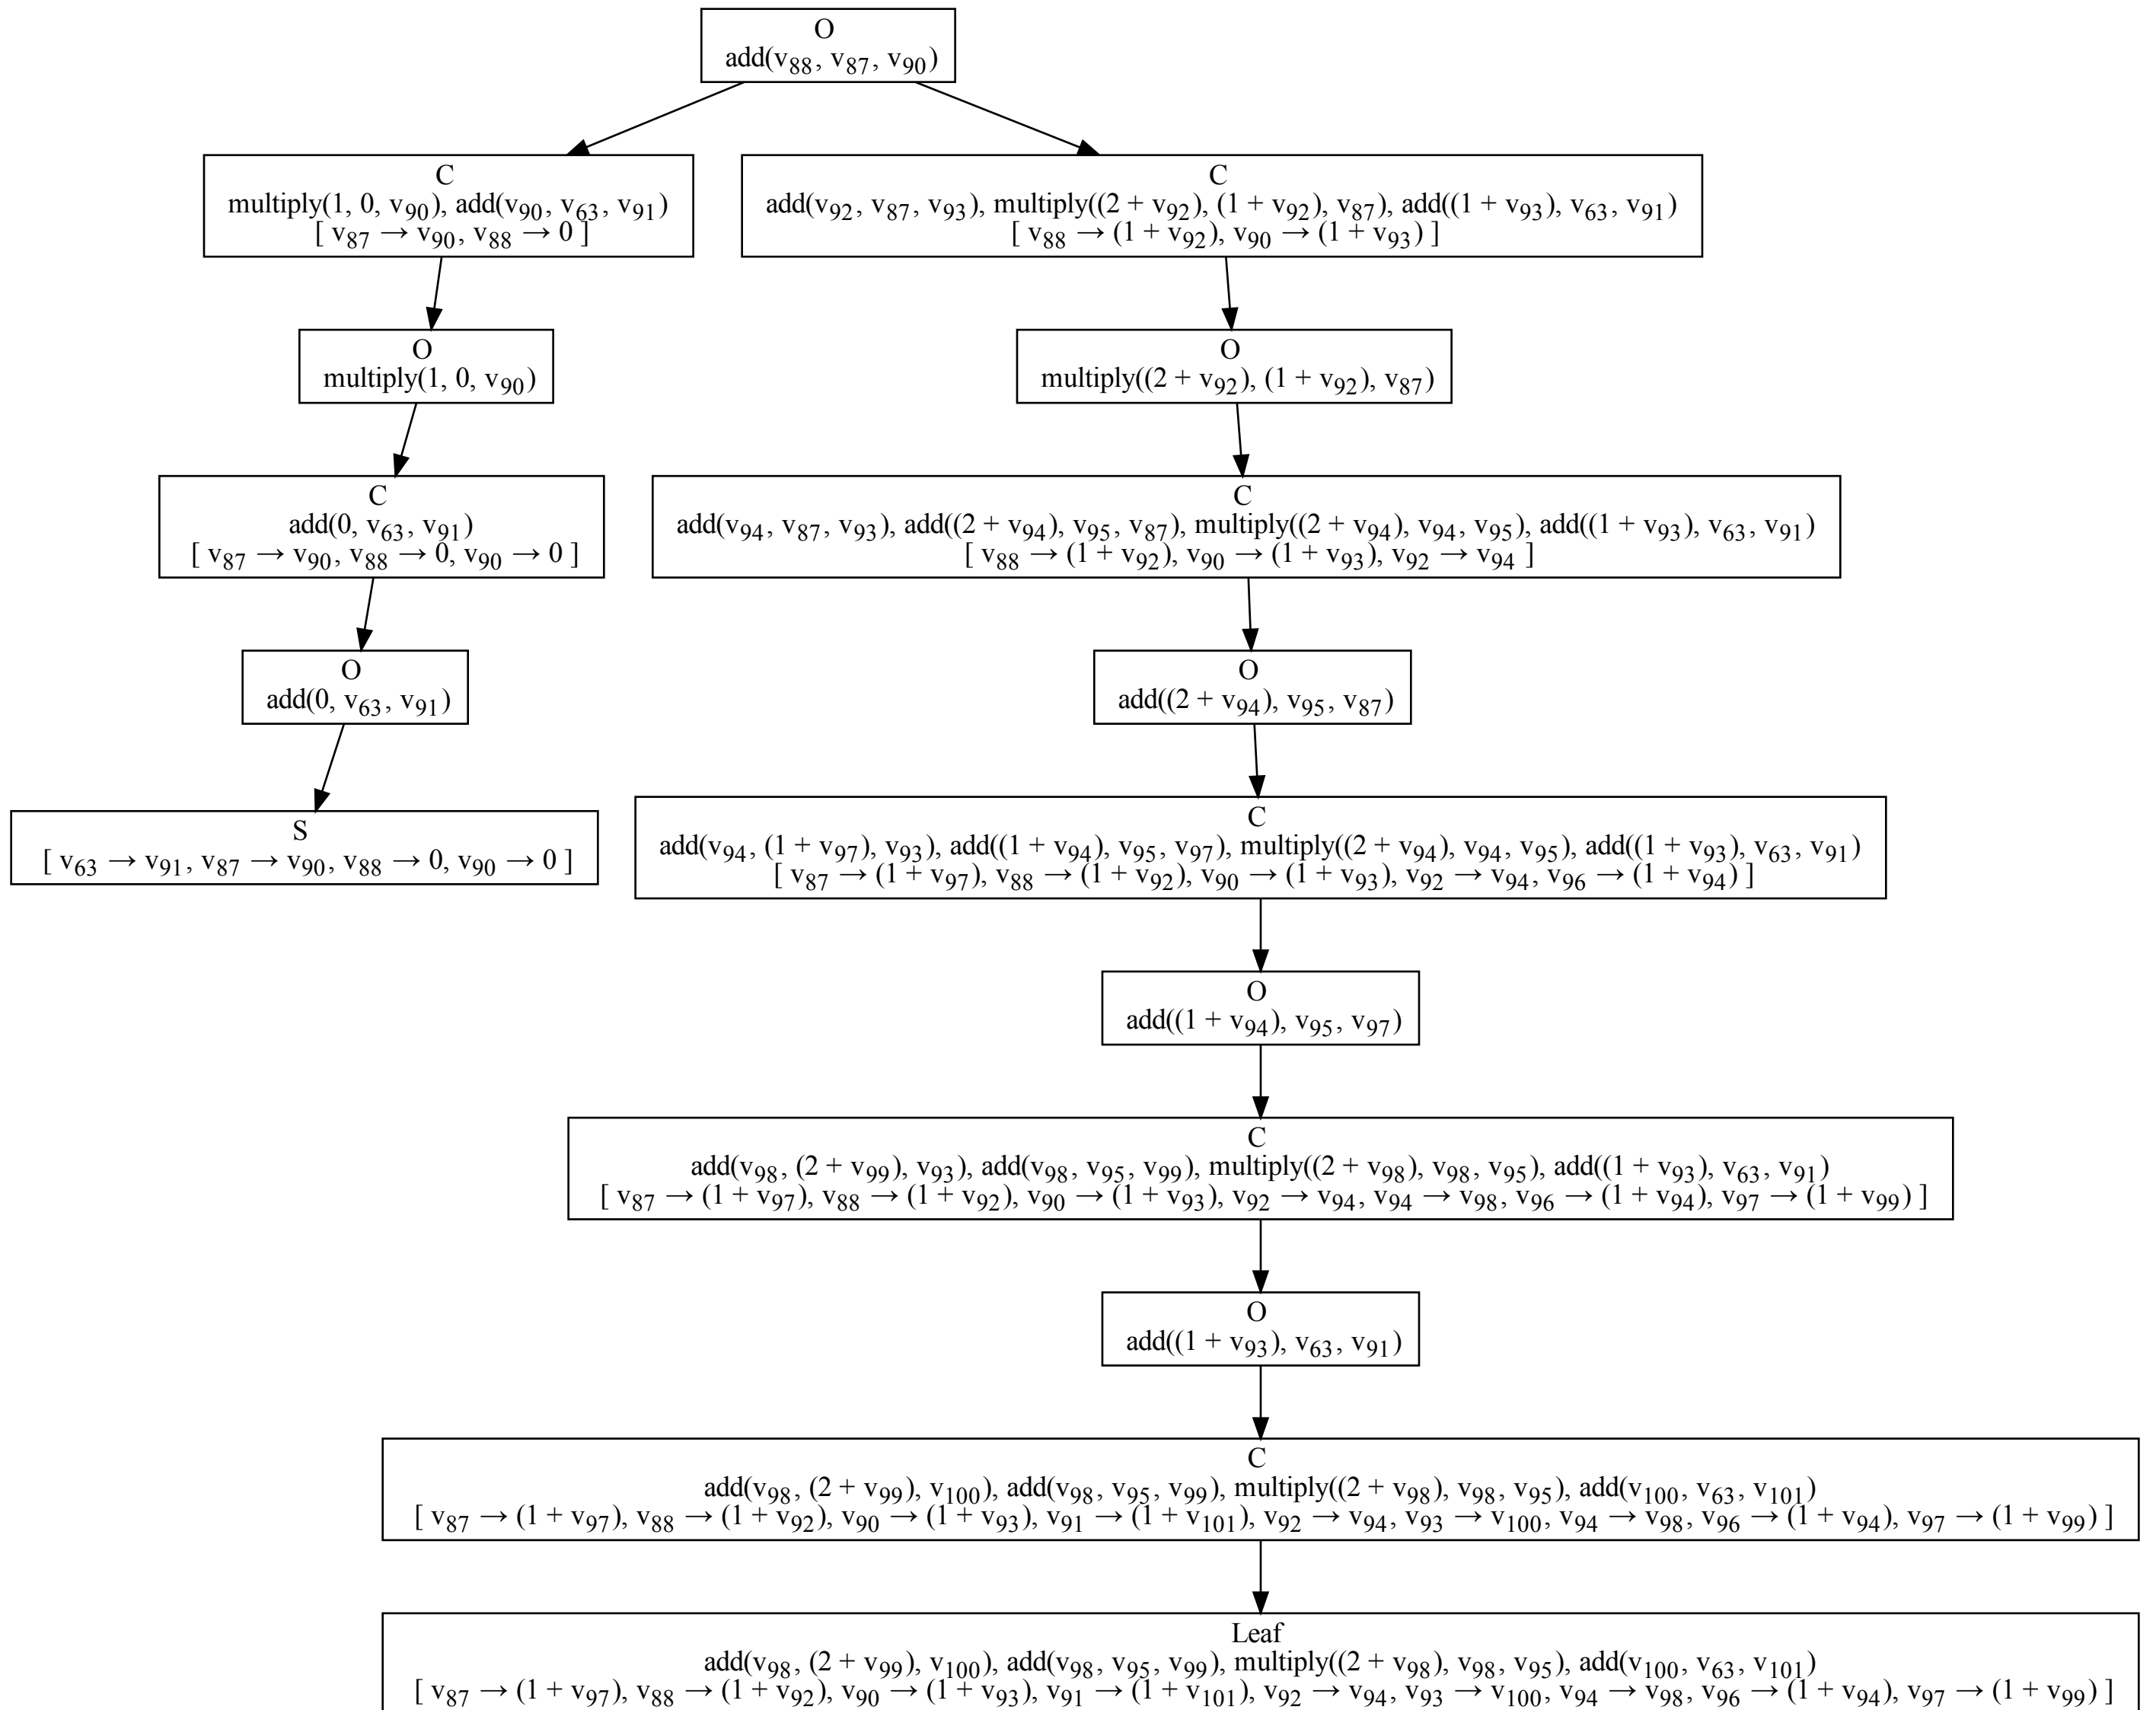 O
add(v₈₈, v₈₇, v₉₀)
C
multiply(1, 0, v₉₀), add(v₉₀, v₆₃, v₉₁)
[ v₈₇ → v₉₀, v₈₈ → 0 ]
C
add(v₉₂, v₈₇, v₉₃), multiply((2 + v₉₂), (1 + v₉₂), v₈₇), add((1 + v₉₃), v₆₃, v₉₁)
[ v₈₈ → (1 + v₉₂), v₉₀ → (1 + v₉₃) ]
O
multiply(1, 0, v₉₀)
O
multiply((2 + v₉₂), (1 + v₉₂), v₈₇)
C
add(0, v₆₃, v₉₁)
[ v₈₇ → v₉₀, v₈₈ → 0, v₉₀ → 0 ]
C
add(v₉₄, v₈₇, v₉₃), add((2 + v₉₄), v₉₅, v₈₇), multiply((2 + v₉₄), v₉₄, v₉₅), add((1 + v₉₃), v₆₃, v₉₁)
[ v₈₈ → (1 + v₉₂), v₉₀ → (1 + v₉₃), v₉₂ → v₉₄ ]
O
add(0, v₆₃, v₉₁)
O
add((2 + v₉₄), v₉₅, v₈₇)
S
[ v₆₃ → v₉₁, v₈₇ → v₉₀, v₈₈ → 0, v₉₀ → 0 ]
C
add(v₉₄, (1 + v₉₇), v₉₃), add((1 + v₉₄), v₉₅, v₉₇), multiply((2 + v₉₄), v₉₄, v₉₅), add((1 + v₉₃), v₆₃, v₉₁)
[ v₈₇ → (1 + v₉₇), v₈₈ → (1 + v₉₂), v₉₀ → (1 + v₉₃), v₉₂ → v₉₄, v₉₆ → (1 + v₉₄) ]
O
add((1 + v₉₄), v₉₅, v₉₇)
C
add(v₉₈, (2 + v₉₉), v₉₃), add(v₉₈, v₉₅, v₉₉), multiply((2 + v₉₈), v₉₈, v₉₅), add((1 + v₉₃), v₆₃, v₉₁)
[ v₈₇ → (1 + v₉₇), v₈₈ → (1 + v₉₂), v₉₀ → (1 + v₉₃), v₉₂ → v₉₄, v₉₄ → v₉₈, v₉₆ → (1 + v₉₄), v₉₇ → (1 + v₉₉) ]
O
add((1 + v₉₃), v₆₃, v₉₁)
C
add(v₉₈, (2 + v₉₉), v₁₀₀), add(v₉₈, v₉₅, v₉₉), multiply((2 + v₉₈), v₉₈, v₉₅), add(v₁₀₀, v₆₃, v₁₀₁)
[ v₈₇ → (1 + v₉₇), v₈₈ → (1 + v₉₂), v₉₀ → (1 + v₉₃), v₉₁ → (1 + v₁₀₁), v₉₂ → v₉₄, v₉₃ → v₁₀₀, v₉₄ → v₉₈, v₉₆ → (1 + v₉₄), v₉₇ → (1 + v₉₉) ]
Leaf
add(v₉₈, (2 + v₉₉), v₁₀₀), add(v₉₈, v₉₅, v₉₉), multiply((2 + v₉₈), v₉₈, v₉₅), add(v₁₀₀, v₆₃, v₁₀₁)
[ v₈₇ → (1 + v₉₇), v₈₈ → (1 + v₉₂), v₉₀ → (1 + v₉₃), v₉₁ → (1 + v₁₀₁), v₉₂ → v₉₄, v₉₃ → v₁₀₀, v₉₄ → v₉₈, v₉₆ → (1 + v₉₄), v₉₇ → (1 + v₉₉) ]